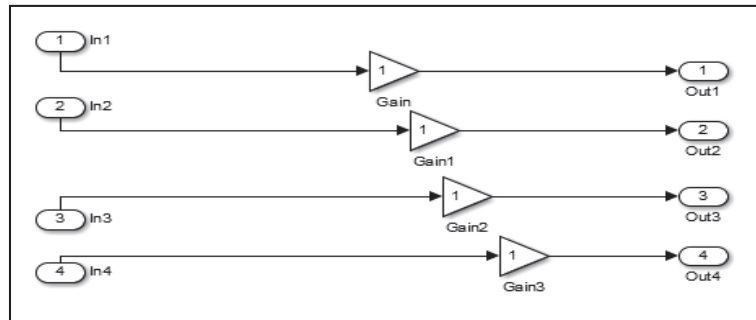 1 In1
1
1
Gain
Out1
2 In2
1
2
Gain1
Out2
3 In3
1
3
Gain2
Out3
4 In4
1
4
Gain3
Out4